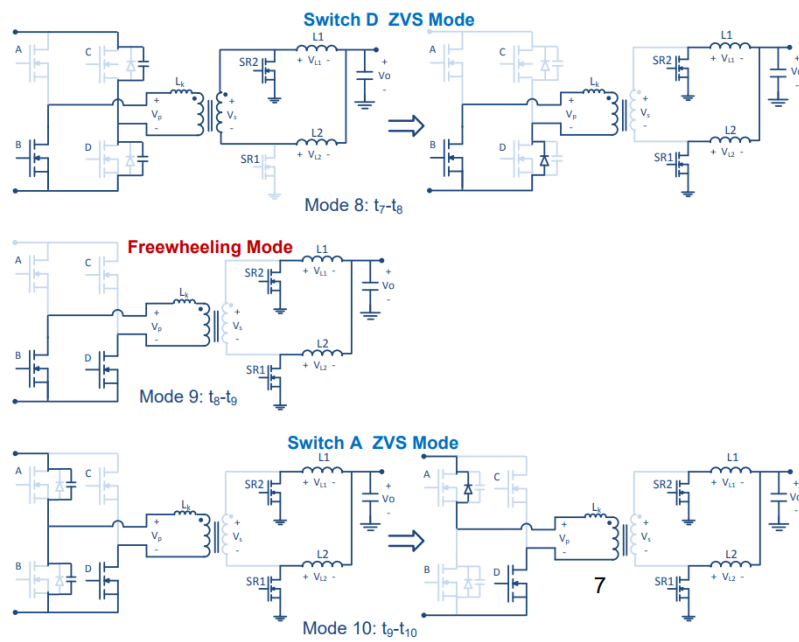 Switch D ZVS Mode
A
C
Lk
+
Vp
-
+
Vs
-
B
D
SR2
L1
+ VL1 -
+
Vo
-
L2
+ VL2 -
SR1
A
C
Lk
+
Vp
-
+
Vs
-
B
D
SR2
L1
+ VL1 -
+
Vo
-
L2
+ VL2 -
SR1
Mode 8: t7-t8
Freewheeling Mode
A
C
Lk
+
Vp
-
+
Vs
-
B
D
SR2
L1
+ VL1 -
+
Vo
-
L2
+ VL2 -
SR1
Mode 9: t8-t9
Switch A ZVS Mode
A
C
Lk
+
Vp
-
+
Vs
-
B
D
SR2
L1
+ VL1 -
+
Vo
-
L2
+ VL2 -
SR1
A
C
Lk
+
Vp
-
+
Vs
-
B
D
SR2
L1
+ VL1 -
+
Vo
-
L2
+ VL2 -
SR1
7
Mode 10: t9-t10